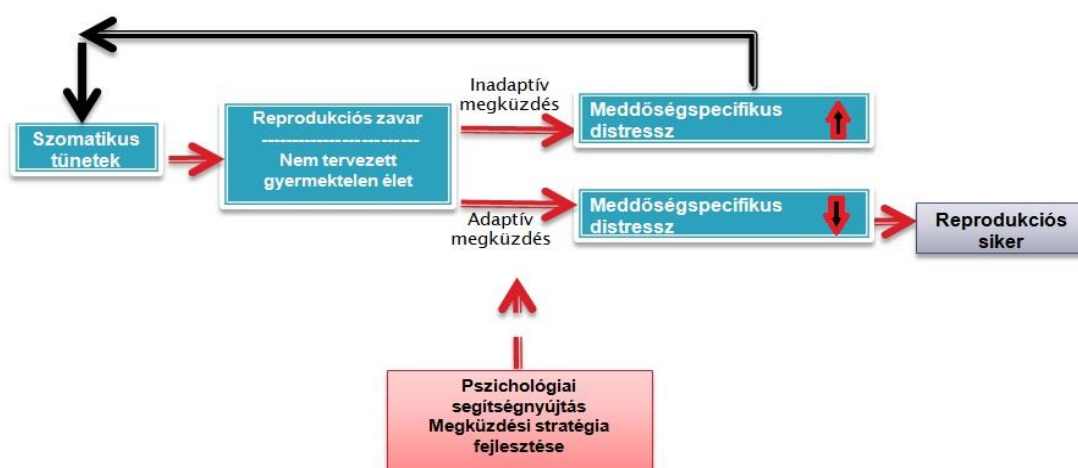 Szomatikus
tünetek
Reprodukciós zavar
--------------------------
Nem tervezett
gyermektelen élet
Inadaptív
megküzdés
Meddőségspecifikus
distressz
Adaptív
megküzdés
Meddőségspecifikus
distressz
Reprodukciós
siker
Pszichológiai
segítségnyújtás
Megküzdési stratégia
fejlesztése